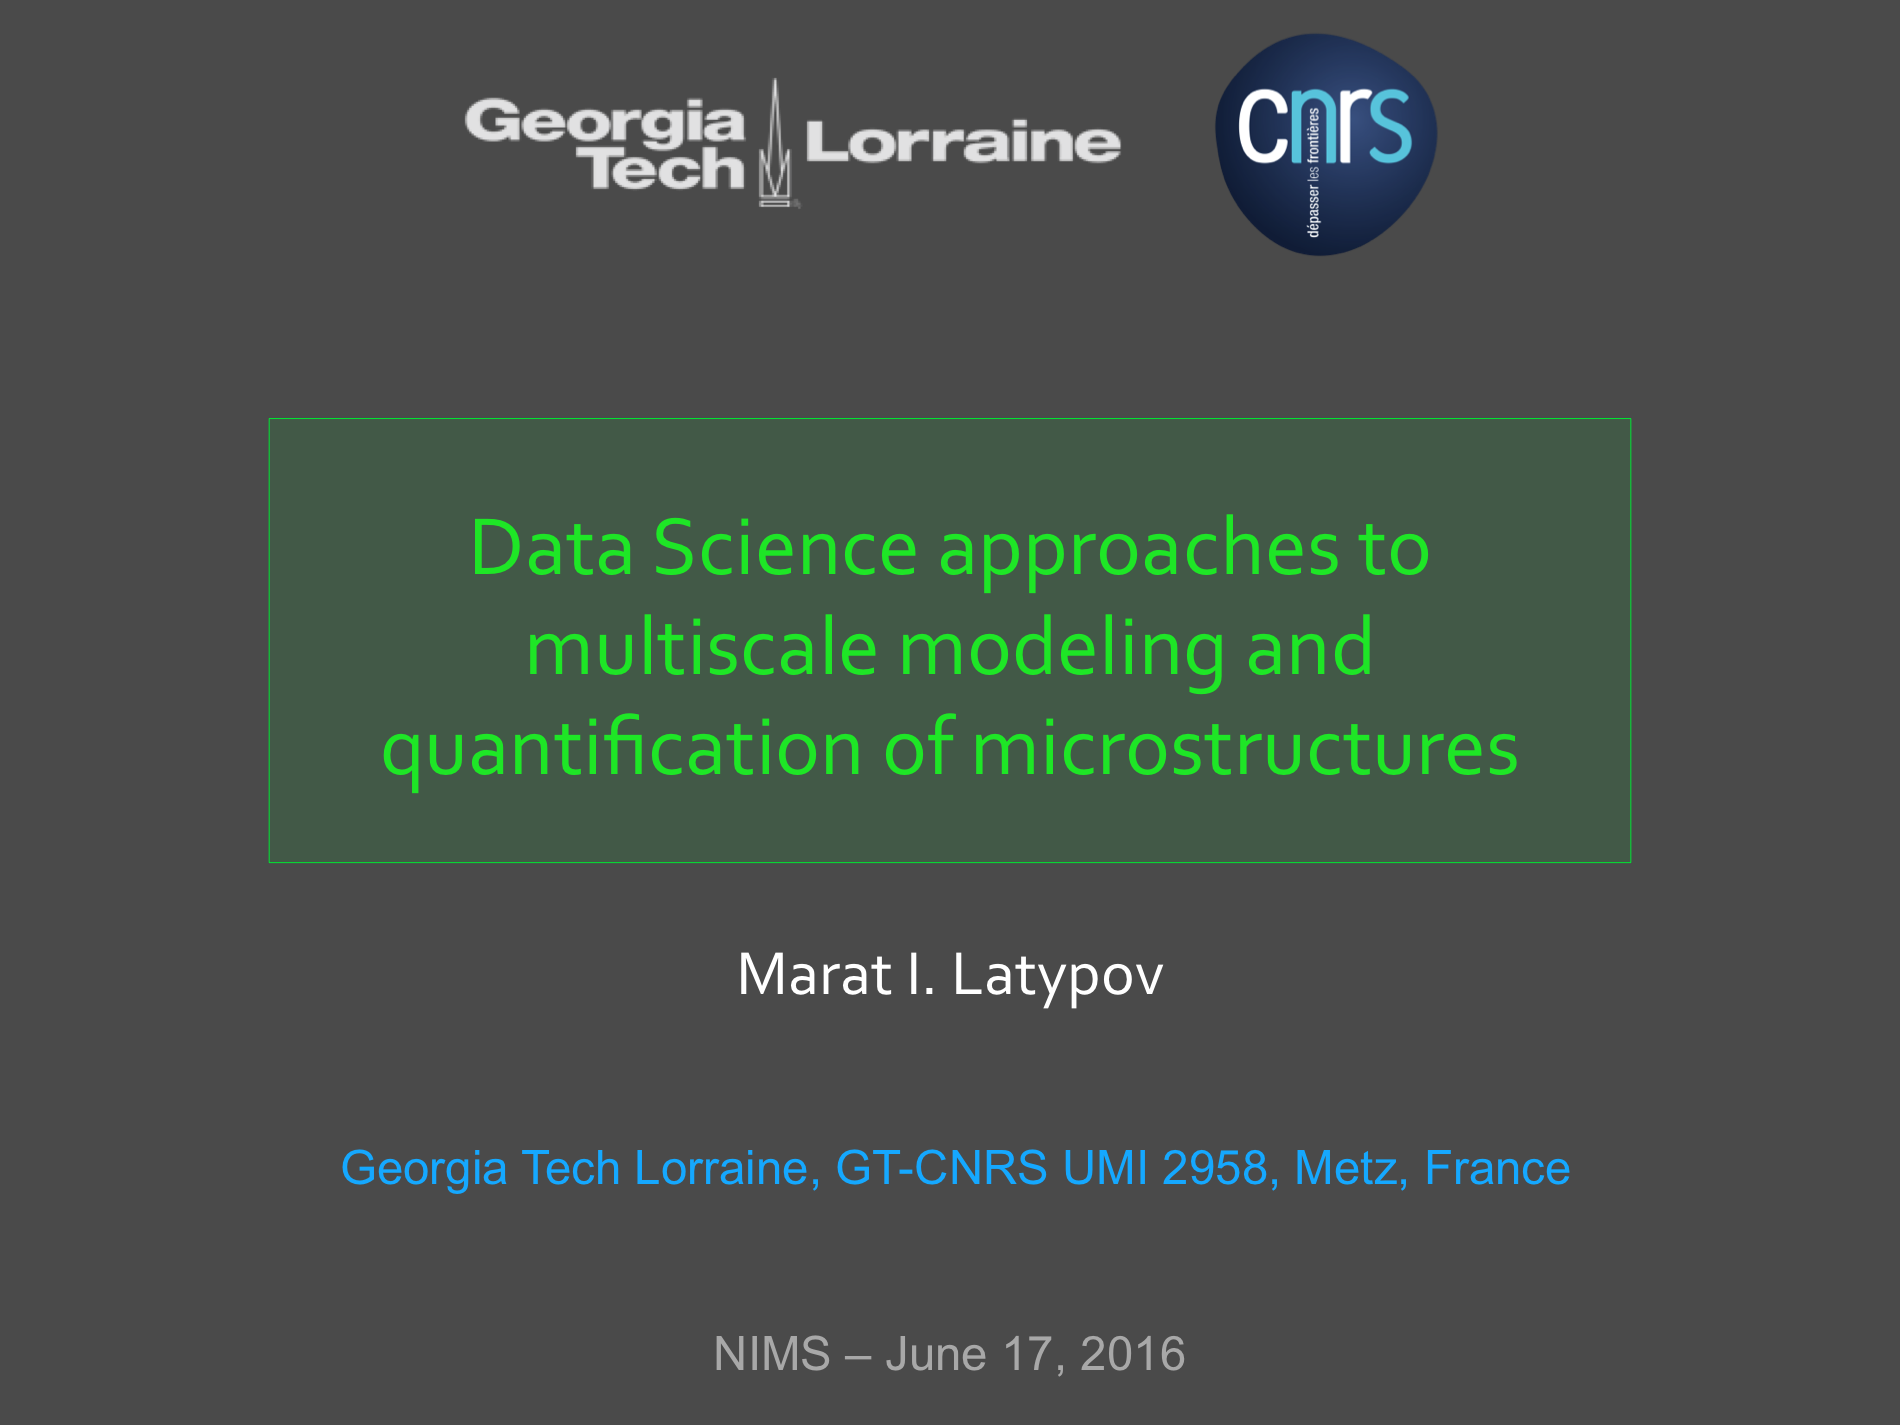 Georgia
Tech
Lorraine
cnrs
dépasser les frontières
Data Science approaches to
multiscale modeling and
quantification of microstructures
Marat I. Latypov
Georgia Tech Lorraine, GT-CNRS UMI 2958, Metz, France
NIMS – June 17, 2016